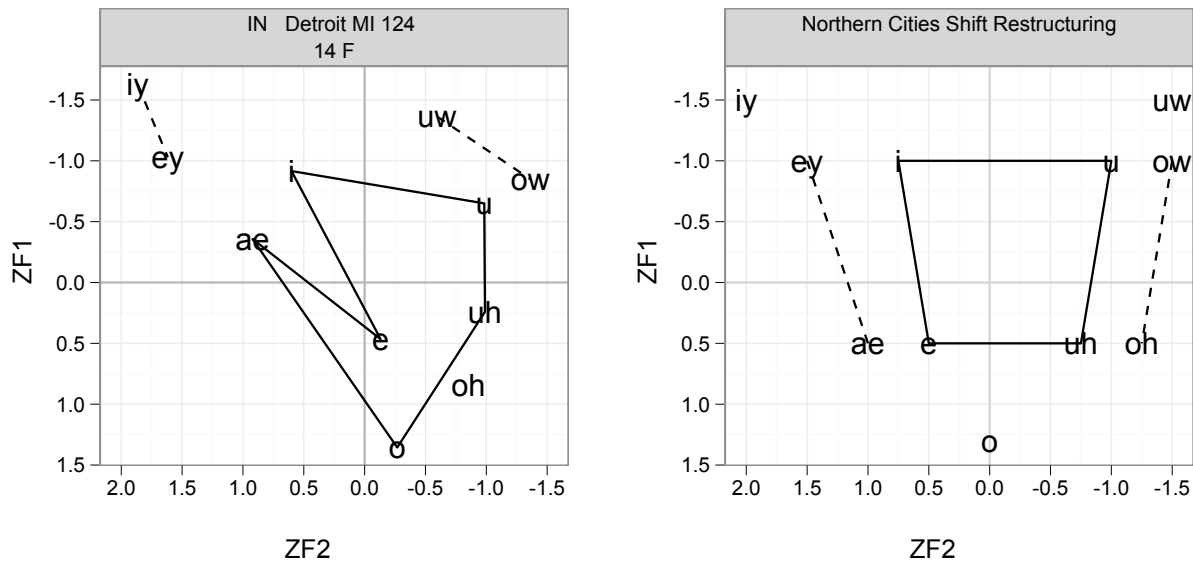 IN Detroit MI 124
14 F
-1.5
-1.0
-0.5
0.0
0.5
1.0
1.5
ZF1
iy
ey
uw
ow
i
u
ae
uh
e
oh
o
2.0 1.5 1.0 0.5 0.0 -0.5 -1.0 -1.5
ZF2
Northern Cities Shift Restructuring
-1.5
-1.0
-0.5
0.0
0.5
1.0
1.5
ZF1
iy uw
ey i u ow
ae e uh oh
o
2.0 1.5 1.0 0.5 0.0 -0.5 -1.0 -1.5
ZF2